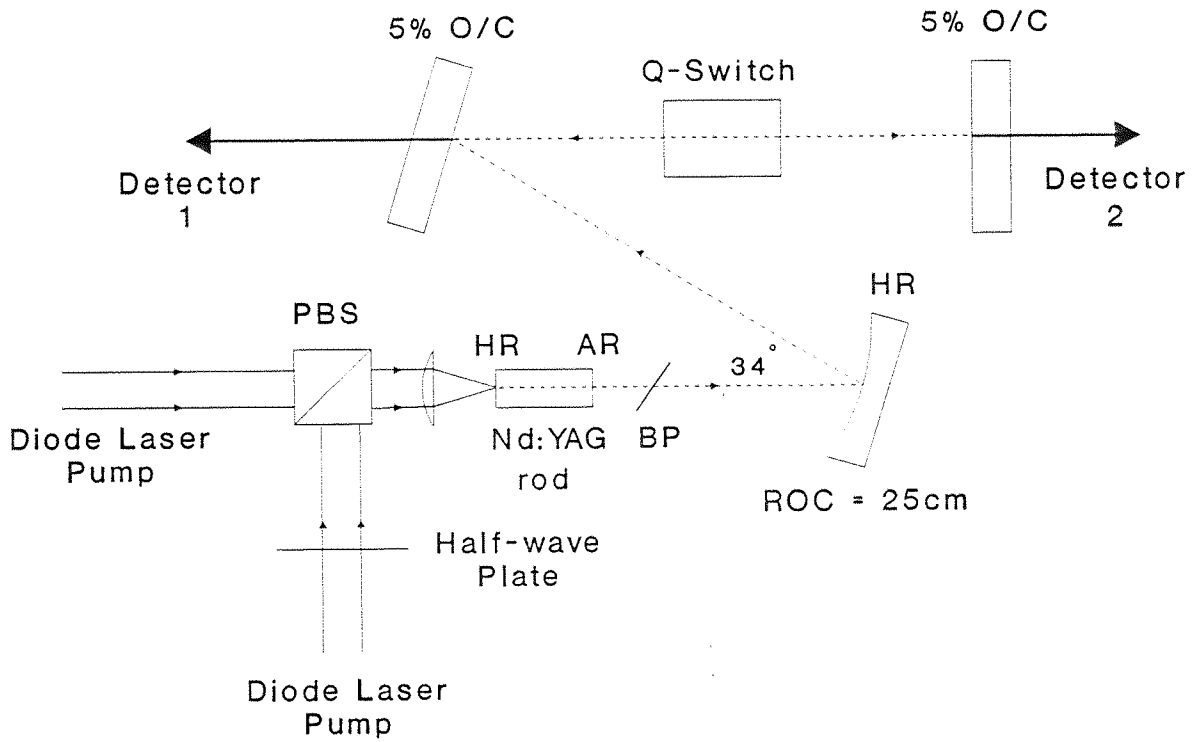 5% O/C
5% O/C
Q-Switch
Detector
1
Detector
2
HR
PBS
HR
AR
34°
Diode Laser
Pump
Nd:YAG
rod
BP
ROC = 25cm
Half-wave
Plate
Diode Laser
Pump